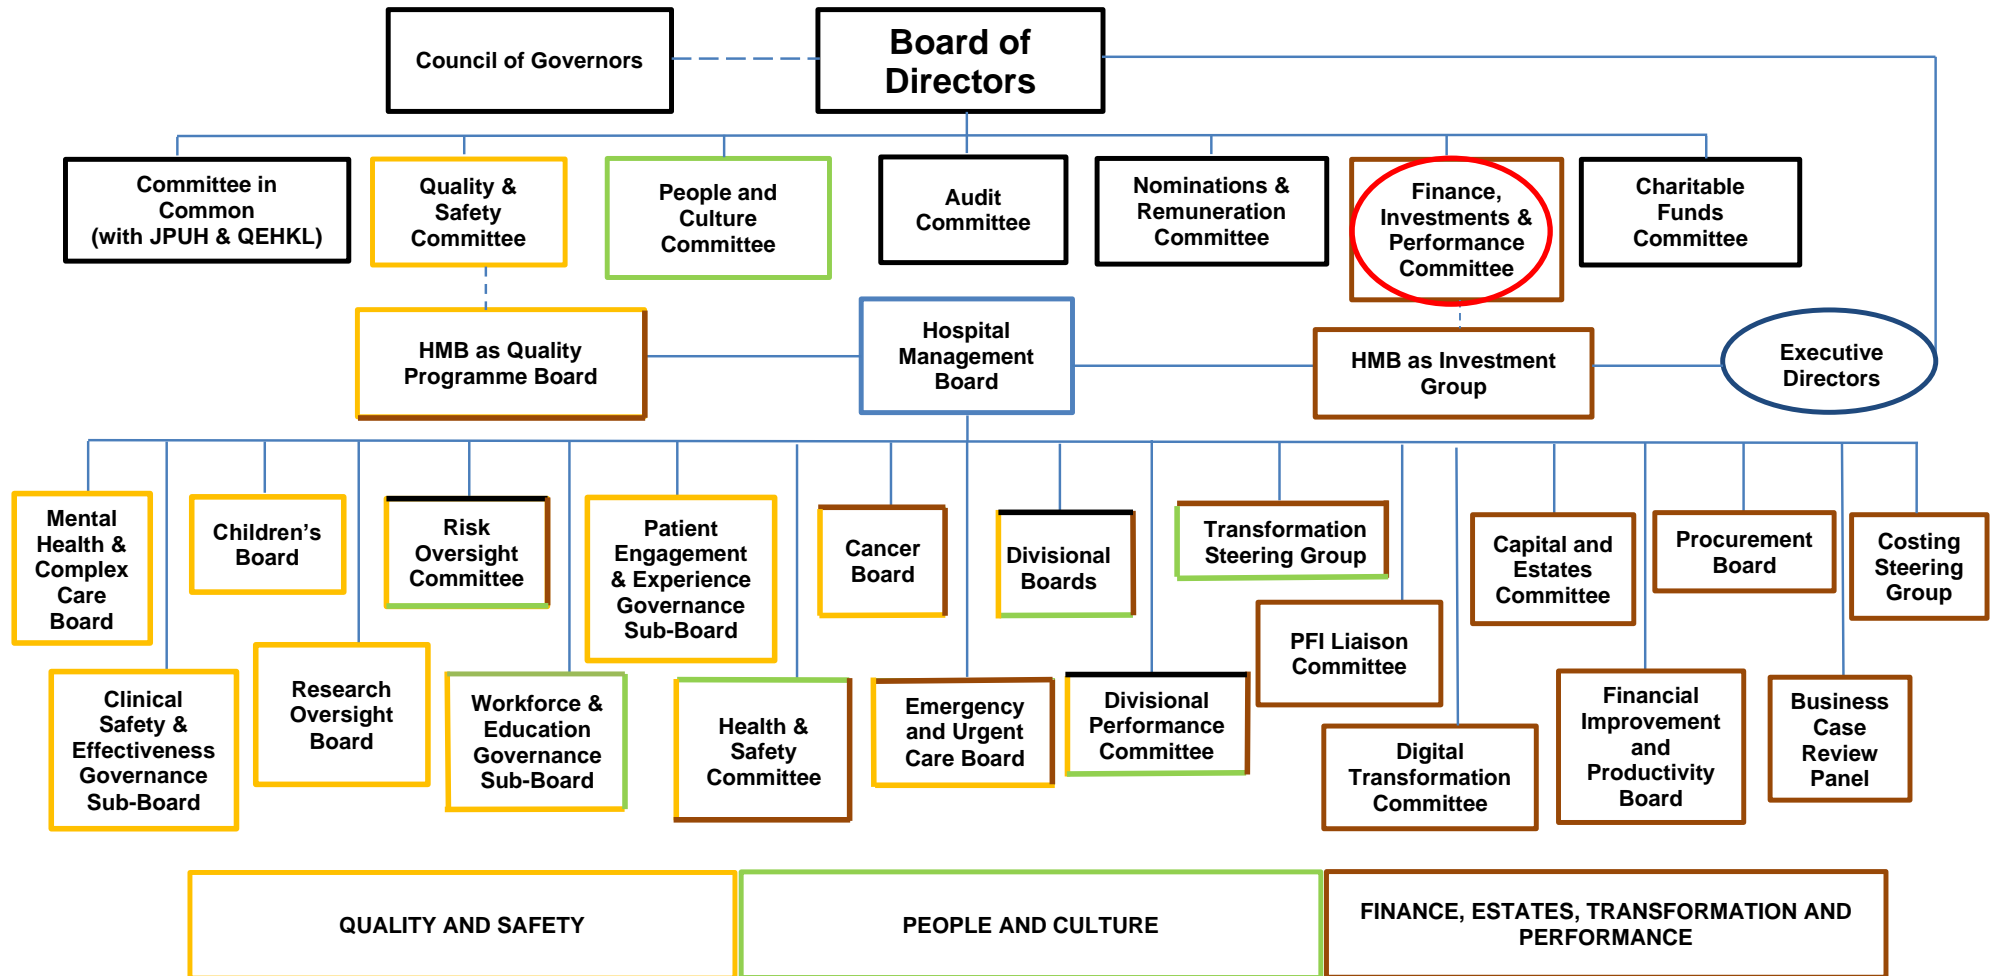 Council of Governors
Board of
Directors
Committee in
Common
(with JPUH & QEHKL)
Quality &
Safety
Committee
People and
Culture
Committee
Audit
Committee
Nominations &
Remuneration
Committee
Finance,
Investments &
Performance
Committee
Charitable
Funds
Committee
HMB as Quality
Programme Board
Hospital
Management
Board
HMB as Investment
Group
Executive
Directors
Mental
Health &
Complex
Care
Board
Children’s
Board
Risk
Oversight
Committee
Patient
Engagement
& Experience
Governance
Sub-Board
Cancer
Board
Divisional
Boards
Transformation
Steering Group
Capital and
Estates
Committee
Procurement
Board
Costing
Steering
Group
Clinical
Safety &
Effectiveness
Governance
Sub-Board
Research
Oversight
Board
Workforce &
Education
Governance
Sub-Board
Health &
Safety
Committee
Emergency
and Urgent
Care Board
Divisional
Performance
Committee
PFI Liaison
Committee
Digital
Transformation
Committee
Financial
Improvement
and
Productivity
Board
Business
Case
Review
Panel
QUALITY AND SAFETY
PEOPLE AND CULTURE
FINANCE, ESTATES, TRANSFORMATION AND
PERFORMANCE